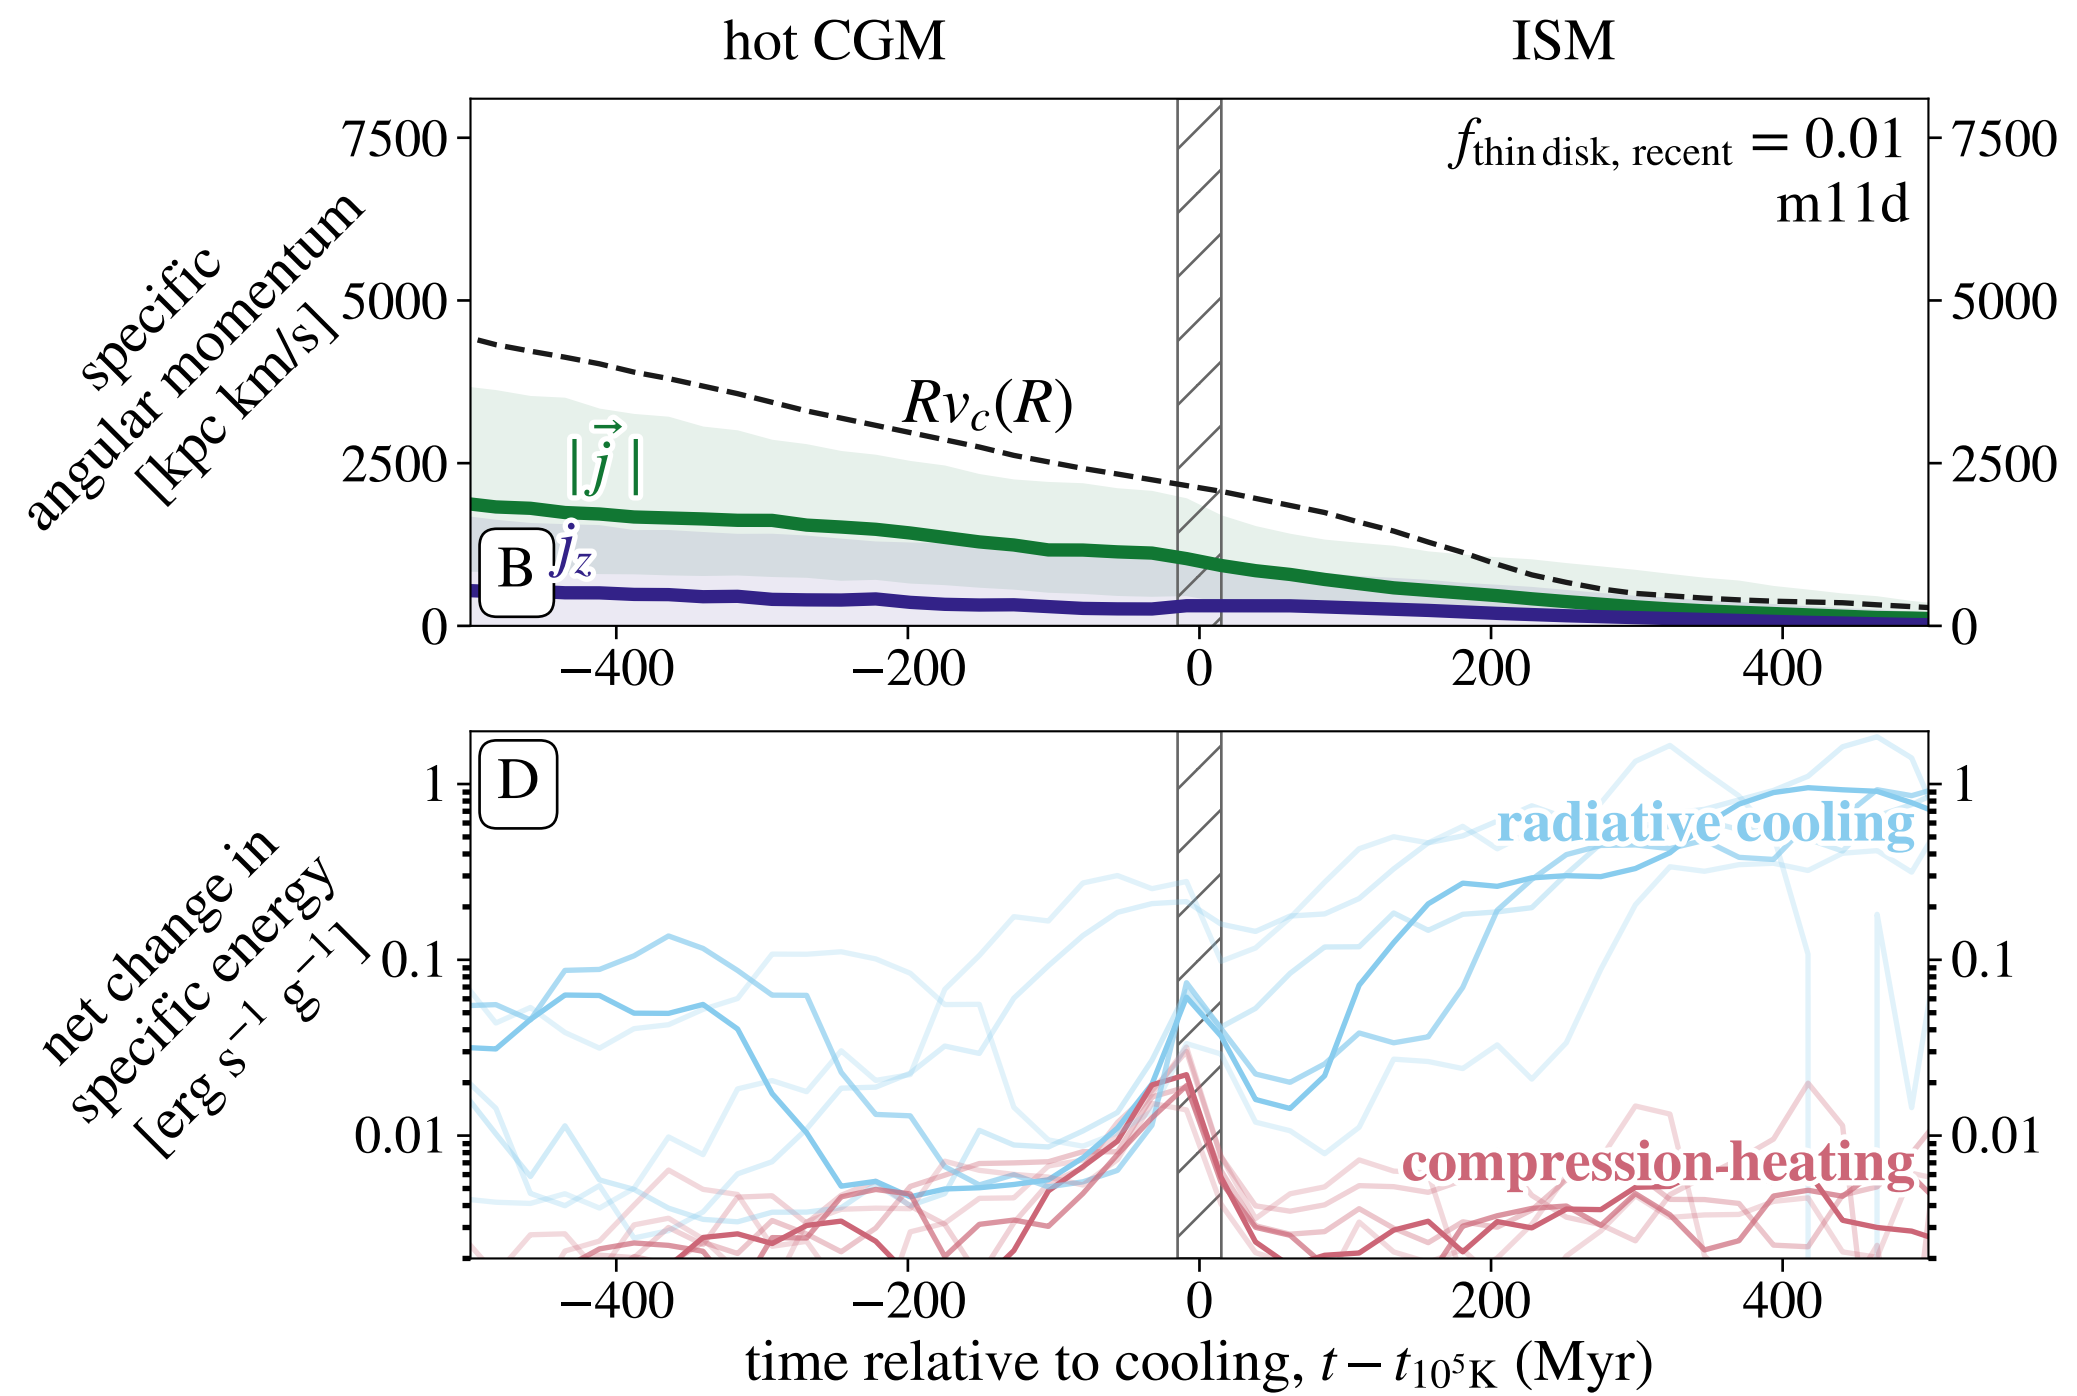 hot CGM
ISM
specific
angular momentum
[kpc km/s]
7500
5000
2500
0
f_thin disk, recent = 0.01
m11d
Rv_c(R)
|j⃗|
j_z
B
7500
5000
2500
0
−400
−200
0
200
400
net change in
specific energy
[erg s⁻¹ g⁻¹]
1
0.1
0.01
D
radiative cooling
compression-heating
1
0.1
0.01
−400
−200
0
200
400
time relative to cooling, t − t_10⁵K (Myr)